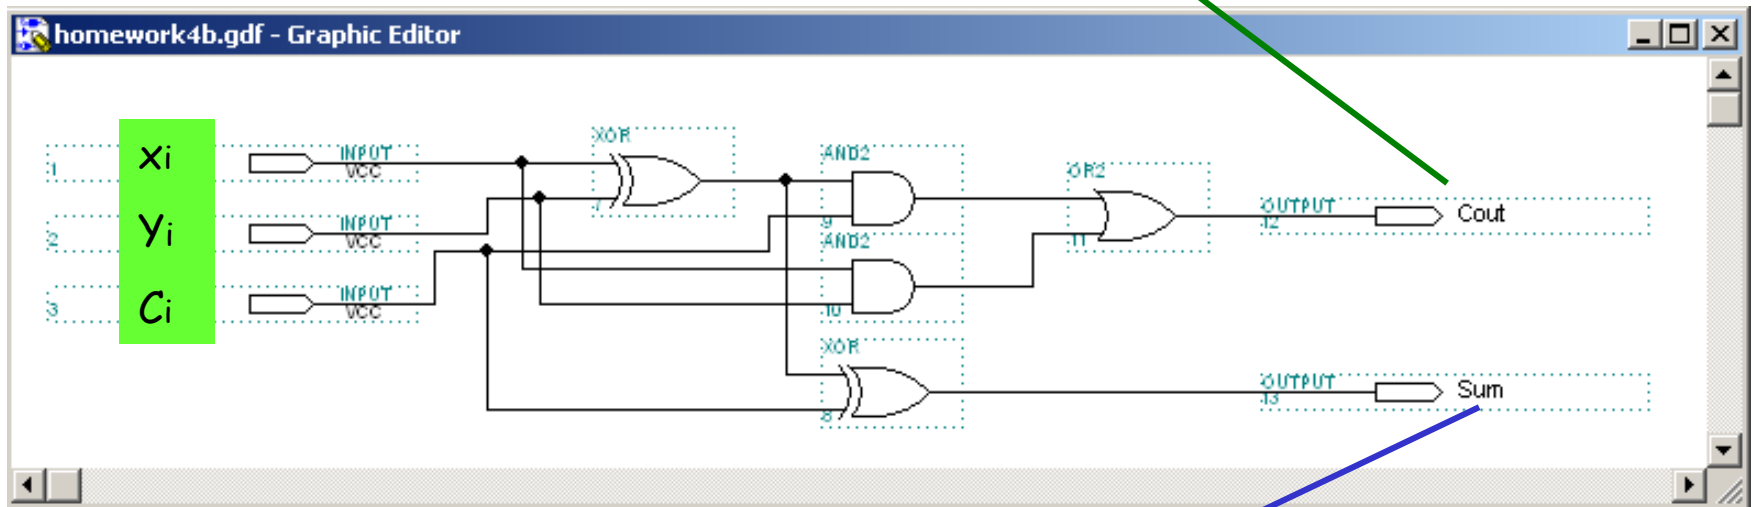 homework4b.gdf - Graphic Editor
XOR
AND2
OR2
1 xi INPUT VCC
7
2 Yi INPUT VCC
9
AND2
11
OUTPUT 12 Cout
3 Ci INPUT VCC
10
XOR
8
OUTPUT 13 Sum